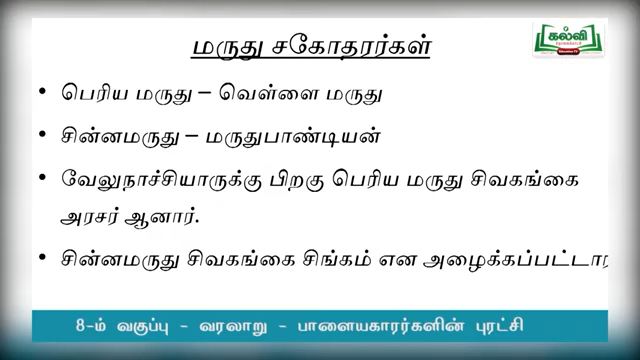 மருது சகோதரர்கள்
கல்வி
• பெரிய மருது – வெள்ளை மருது
• சின்னமருது – மருதுபாண்டியன்
• வேலுநாச்சியாருக்கு பிறகு பெரிய மருது சிவகங்கை
அரசர் ஆனார்.
• சின்னமருது சிவகங்கை சிங்கம் என அழைக்கப்பட்டார
8-ம் வகுப்பு - வரலாறு - பாளையகாரர்களின் புரட்சி